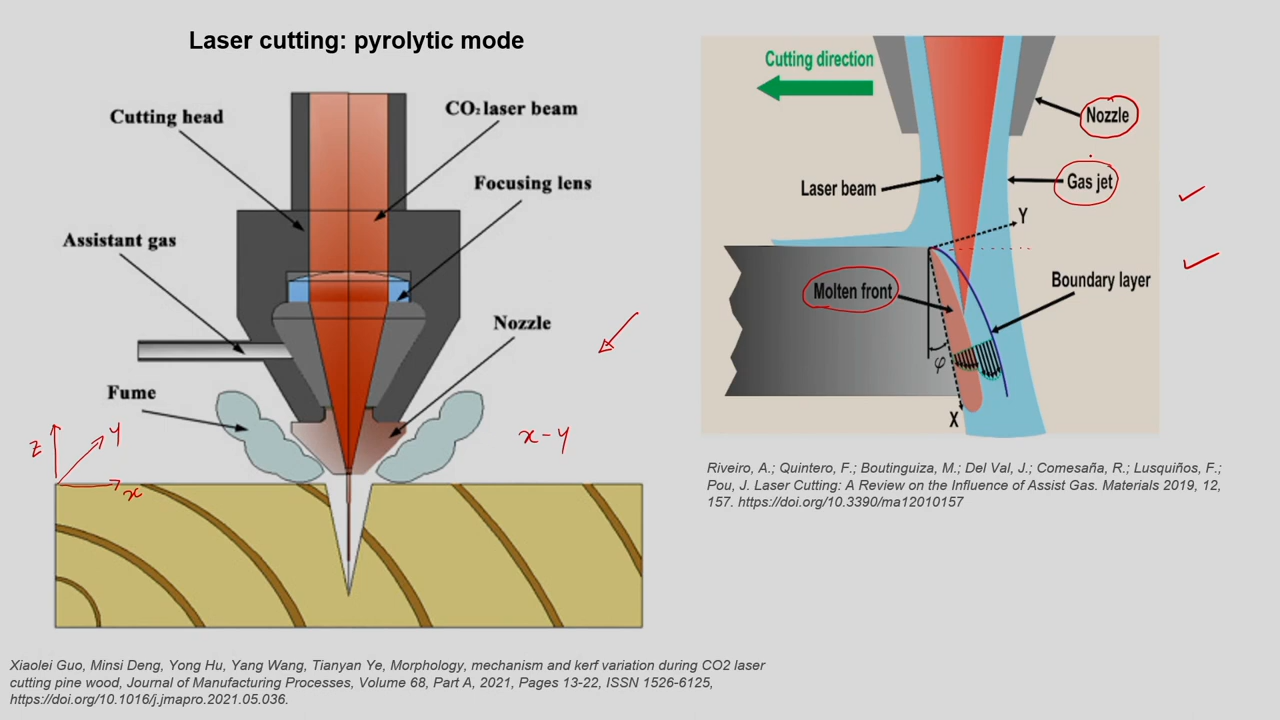 Laser cutting: pyrolytic mode
Cutting head
CO₂ laser beam
Focusing lens
Assistant gas
Nozzle
Fume
z
y
x
x-y
Xiaolei Guo, Minsi Deng, Yong Hu, Yang Wang, Tianyan Ye, Morphology, mechanism and kerf variation during CO2 laser
cutting pine wood, Journal of Manufacturing Processes, Volume 68, Part A, 2021, Pages 13-22, ISSN 1526-6125,
https://doi.org/10.1016/j.jmapro.2021.05.036.
Cutting direction
Nozzle
Laser beam
Gas jet
Y
Molten front
Boundary layer
φ
X
Riveiro, A.; Quintero, F.; Boutinguiza, M.; Del Val, J.; Comesaña, R.; Lusquiños, F.;
Pou, J. Laser Cutting: A Review on the Influence of Assist Gas. Materials 2019, 12,
157. https://doi.org/10.3390/ma12010157